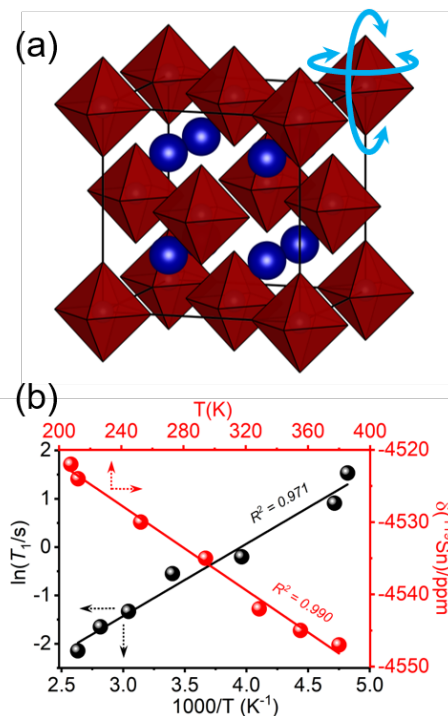 (a)
(b)
T(K)
200 240 280 320 360 400
2
1
0
-1
-2
ln(T₁/s)
R² = 0.971
R² = 0.990
-4520
-4530
-4540
-4550
Sn)/ppm
2.5 3.0 3.5 4.0 4.5 5.0
1000/T (K⁻¹)